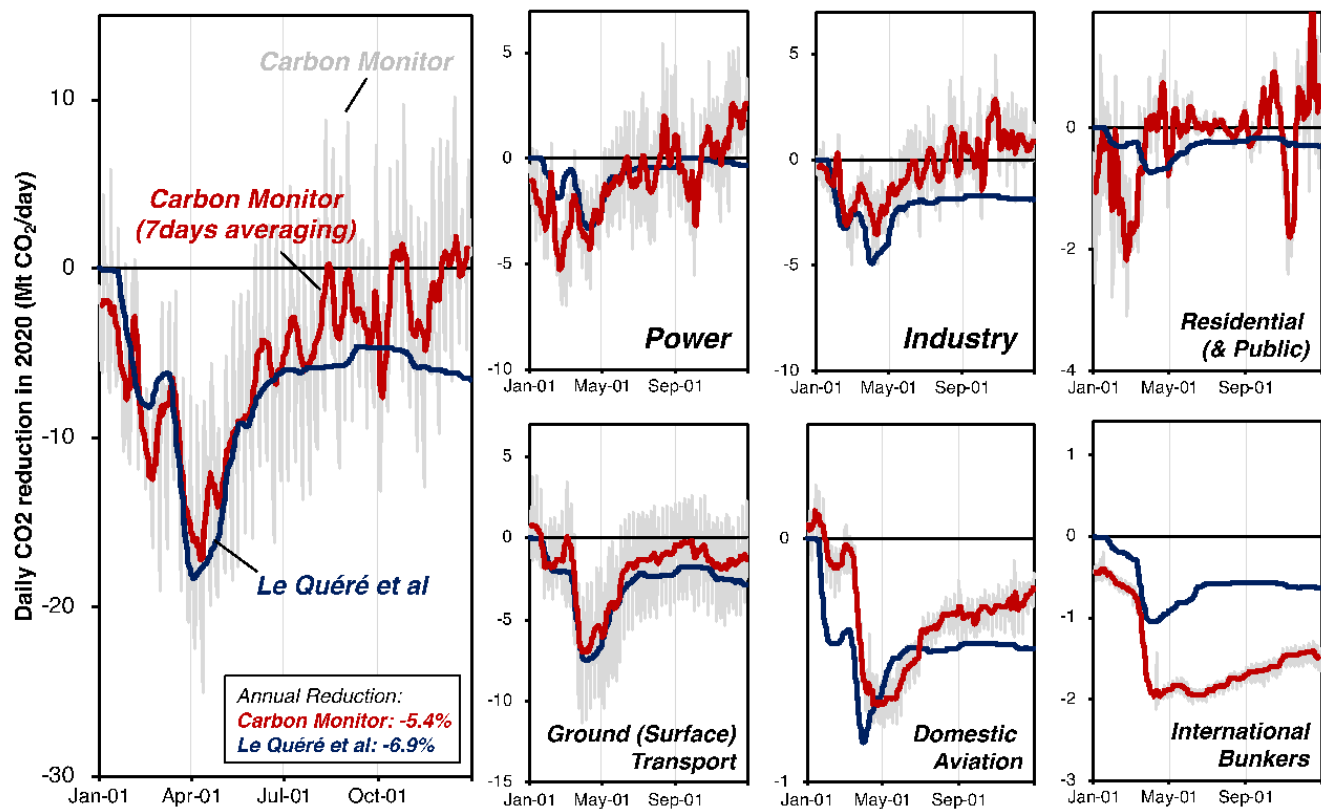 Daily CO2 reduction in 2020 (Mt CO₂/day)
10
0
-10
-20
-30
Jan-01 Apr-01 Jul-01 Oct-01
Carbon Monitor
Carbon Monitor
(7days averaging)
Le Quéré et al
Annual Reduction:
Carbon Monitor: -5.4%
Le Quéré et al: -6.9%
5
0
-5
-10
Jan-01 May-01 Sep-01
Power
5
0
-5
-10
Jan-01 May-01 Sep-01
Industry
0
-2
-4
Jan-01 May-01 Sep-01
Residential
(& Public)
5
0
-5
-10
-15
Jan-01 May-01 Sep-01
Ground (Surface)
Transport
0
-1
Jan-01 May-01 Sep-01
Domestic
Aviation
1
0
-1
-2
-3
Jan-01 May-01 Sep-01
International
Bunkers